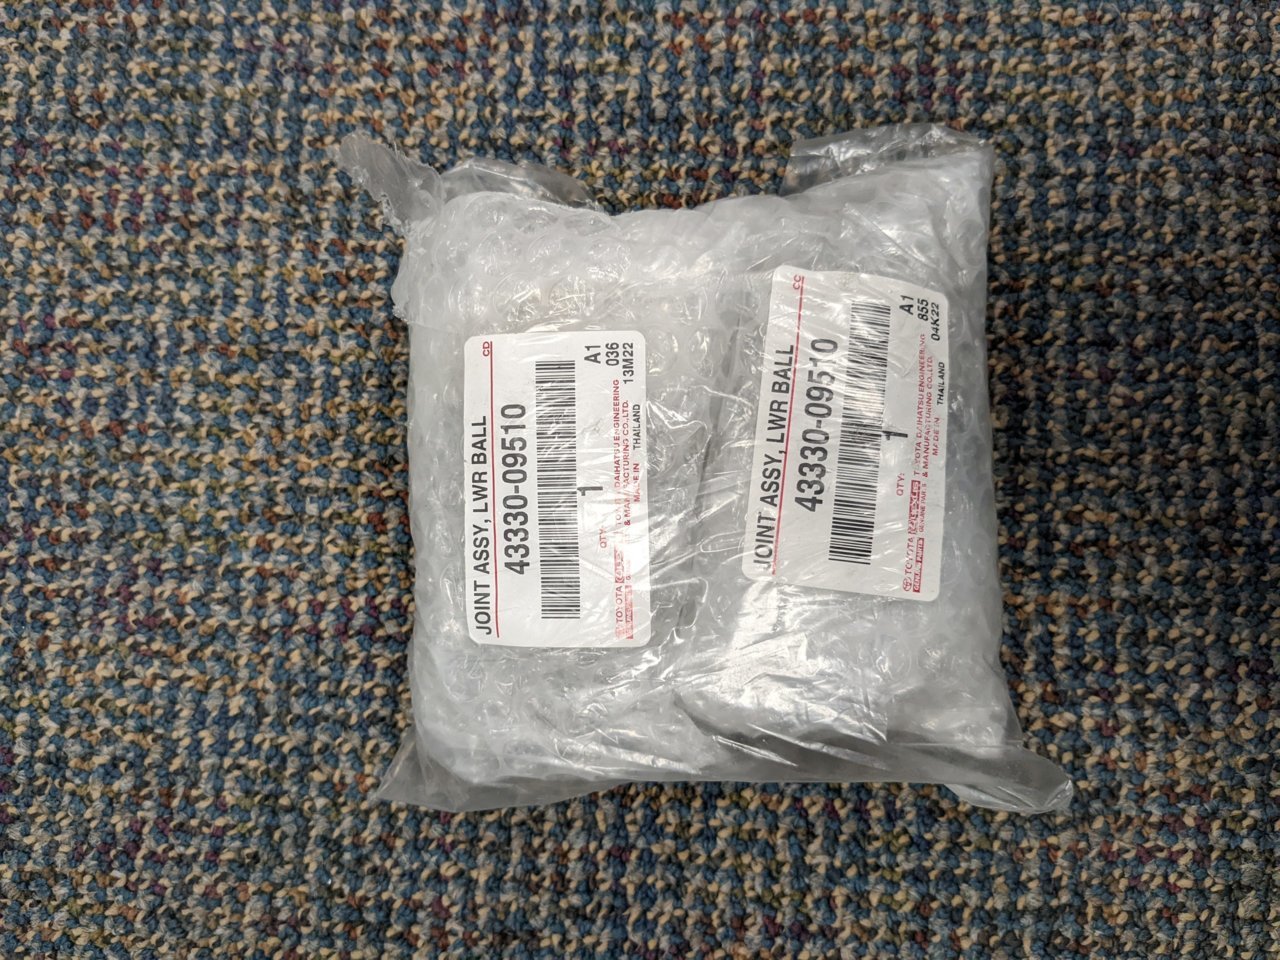 JOINT ASSY, LWR BALL CD
43330-09510
A1
036
13M22
QTY: 1
TOYOTA
DAIHATSU ENGINEERING
& MANUFACTURING CO.,LTD.
MADE IN THAILAND
JOINT ASSY, LWR BALL CC
43330-09510
A1
855
04K22
QTY: 1
TOYOTA
GENUINE PARTS
TOYOTA DAIHATSU ENGINEERING
& MANUFACTURING CO.,LTD.
MADE IN THAILAND